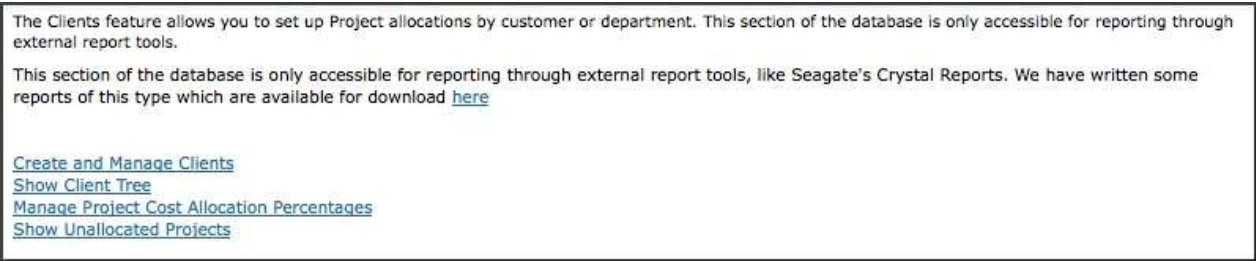 The Clients feature allows you to set up Project allocations by customer or department. This section of the database is only accessible for reporting through
external report tools.
This section of the database is only accessible for reporting through external report tools, like Seagate's Crystal Reports. We have written some
reports of this type which are available for download here
Create and Manage Clients
Show Client Tree
Manage Project Cost Allocation Percentages
Show Unallocated Projects